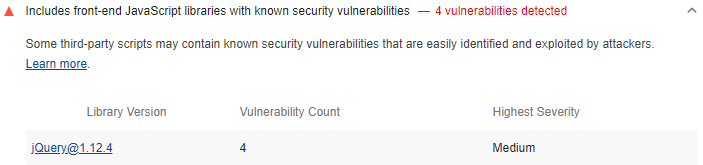 Includes front-end JavaScript libraries with known security vulnerabilities — 4 vulnerabilities detected
Some third-party scripts may contain known security vulnerabilities that are easily identified and exploited by attackers.
Learn more.
Library Version Vulnerability Count Highest Severity
jQuery@1.12.4 4 Medium